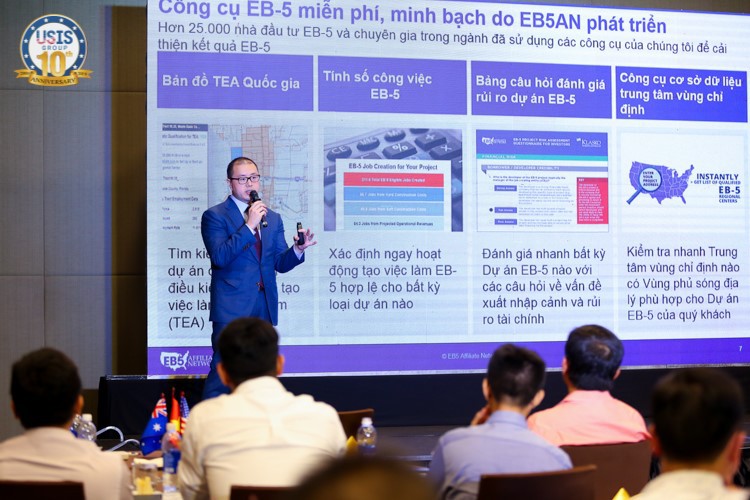 Công cụ EB-5 miễn phí, minh bạch do EB5AN phát triển
Hơn 25.000 nhà đầu tư EB-5 và chuyên gia trong ngành đã sử dụng các công cụ của chúng tôi để cải
thiện kết quả EB-5
USIS
GROUP
10th
ANNIVERSARY
Bản đồ TEA Quốc gia
Tính số công việc
EB-5
Bảng câu hỏi đánh giá
rủi ro dự án EB-5
Công cụ cơ sở dữ liệu
trung tâm vùng chỉ
định
EB-5 Job Creation for Your Project
INSTANTLY
GET LIST OF QUALIFIED
EB-5
REGIONAL
CENTERS
ENTER
YOUR
PROJECT
ADDRESS
Tìm ki
dự án
điều ki
việc làm
(TEA)
tạo
Xác định ngay hoạt
động tạo việc làm EB-
5 hợp lệ cho bất kỳ
loại dự án nào
Đánh giá nhanh bất kỳ
Dự án EB-5 nào với
các câu hỏi về vấn đề
xuất nhập cảnh và rủi
ro tài chính
Kiểm tra nhanh Trung
tâm vùng chỉ định nào
có Vùng phủ sóng địa
lý phù hợp cho Dự án
EB-5 của quý khách
EB5 AFFILIA
NETWOR
© EB5 Affiliate Netw
7